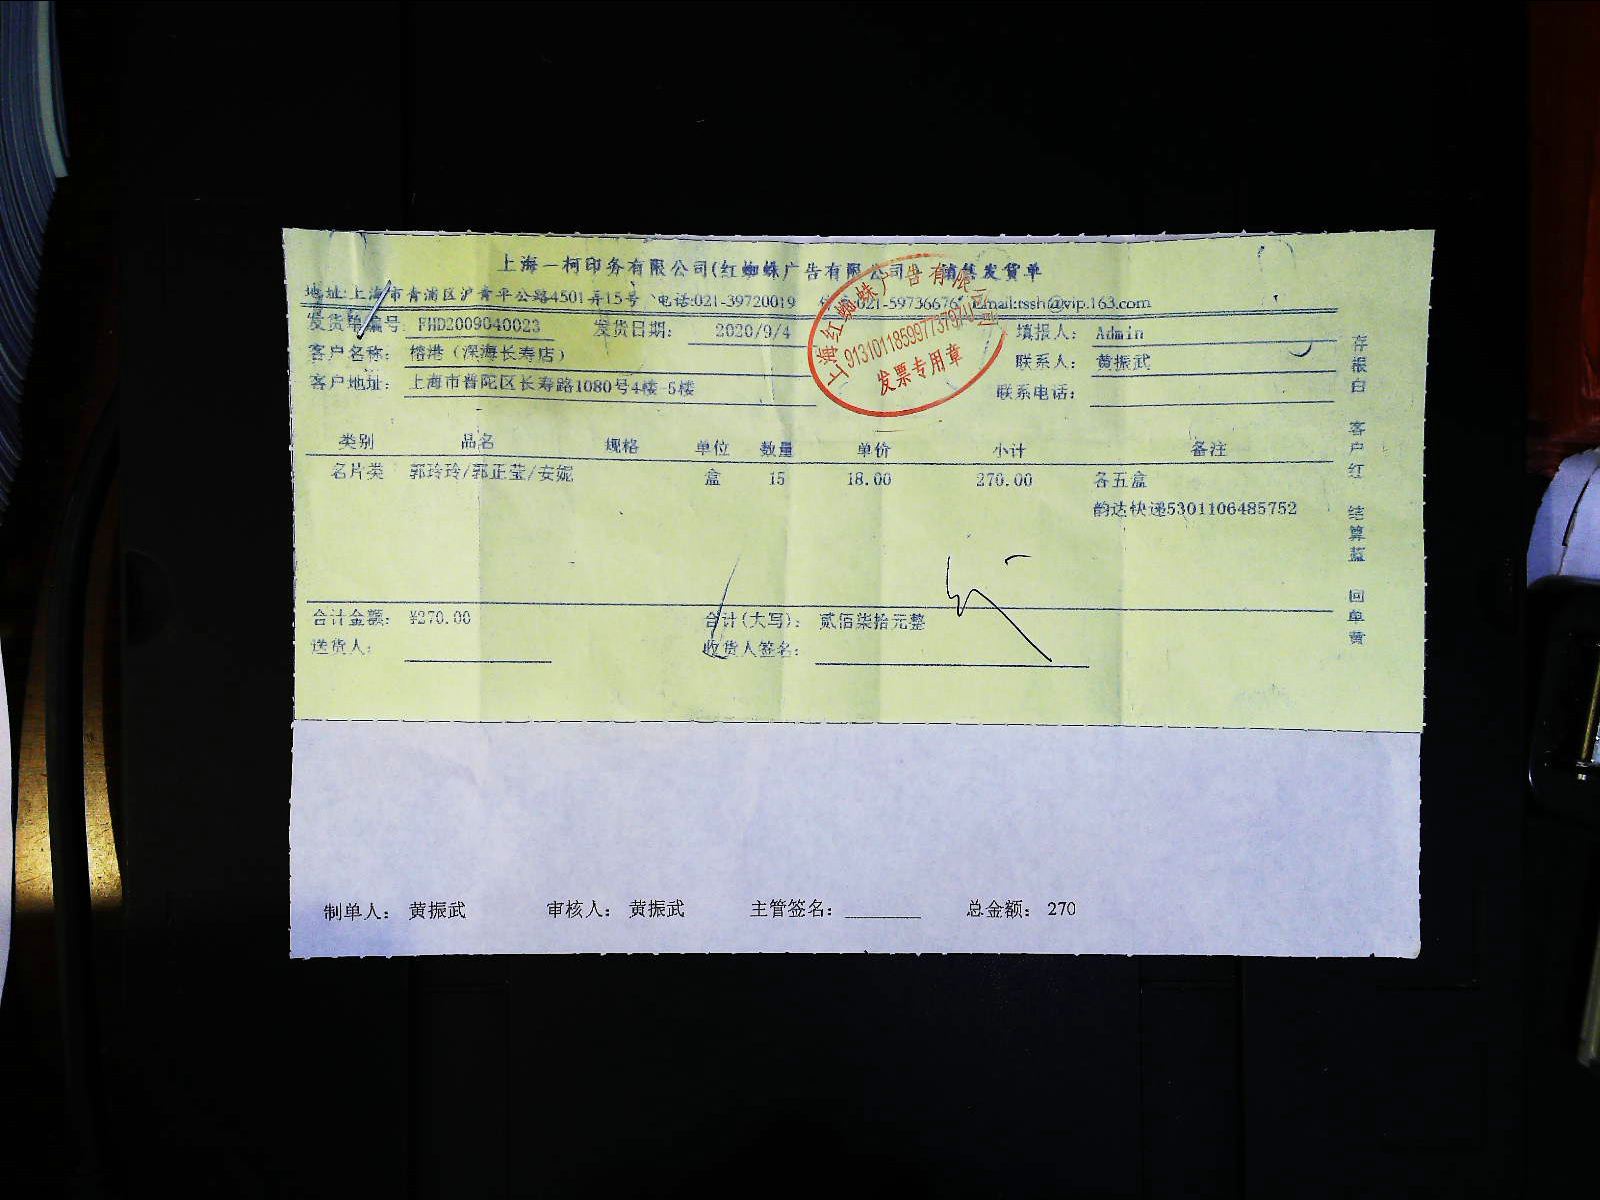 上海一柯印务有限公司(红蜘蛛广告有限公司) 销售发货单
地址:上海市青浦区沪青平公路4501弄15号 电话:021-39720019 传真:021-59736676 Email:tssh@vip.163.com
发货单编号: FHD2009040023 发货日期: 2020/9/4 填报人: Admin
客户名称: 榕港（深海长寿店） 联系人: 黄振武
客户地址: 上海市普陀区长寿路1080号4楼-5楼 联系电话:
上海红蜘蛛广告有限公司
发票专用章
类别 品名 规格 单位 数量 单价 小计 备注
名片类 郭玲玲/郭正莹/安妮 盒 15 18.00 270.00 各五盒
韵达快递5301106485752
合计金额: ¥270.00 合计(大写): 贰佰柒拾元整
送货人: 收货人签名:
存根白 客户红 结算蓝 回单黄
制单人: 黄振武 审核人: 黄振武 主管签名: 总金额: 270